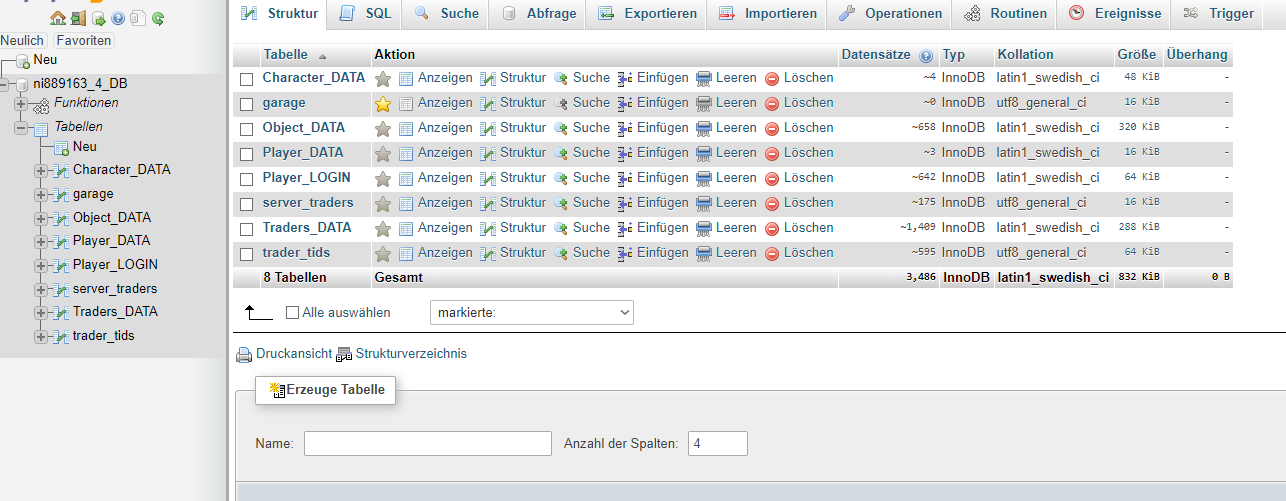 Neulich Favoriten
Neu
ni889163_4_DB
Funktionen
Tabellen
Neu
Character_DATA
garage
Object_DATA
Player_DATA
Player_LOGIN
server_traders
Traders_DATA
trader_tids
Struktur SQL Suche Abfrage Exportieren Importieren Operationen Routinen Ereignisse Trigger
Tabelle Aktion Datensätze Typ Kollation Größe Überhang
Character_DATA Anzeigen Struktur Suche Einfügen Leeren Löschen ~4 InnoDB latin1_swedish_ci 48 KiB -
garage Anzeigen Struktur Suche Einfügen Leeren Löschen ~0 InnoDB utf8_general_ci 16 KiB -
Object_DATA Anzeigen Struktur Suche Einfügen Leeren Löschen ~658 InnoDB latin1_swedish_ci 320 KiB -
Player_DATA Anzeigen Struktur Suche Einfügen Leeren Löschen ~3 InnoDB latin1_swedish_ci 16 KiB -
Player_LOGIN Anzeigen Struktur Suche Einfügen Leeren Löschen ~642 InnoDB latin1_swedish_ci 64 KiB -
server_traders Anzeigen Struktur Suche Einfügen Leeren Löschen ~175 InnoDB utf8_general_ci 16 KiB -
Traders_DATA Anzeigen Struktur Suche Einfügen Leeren Löschen ~1,409 InnoDB latin1_swedish_ci 288 KiB -
trader_tids Anzeigen Struktur Suche Einfügen Leeren Löschen ~595 InnoDB utf8_general_ci 64 KiB -
8 Tabellen Gesamt 3,486 InnoDB latin1_swedish_ci 832 KiB 0 B
Alle auswählen markierte:
Druckansicht Strukturverzeichnis
Erzeuge Tabelle
Name: Anzahl der Spalten: 4